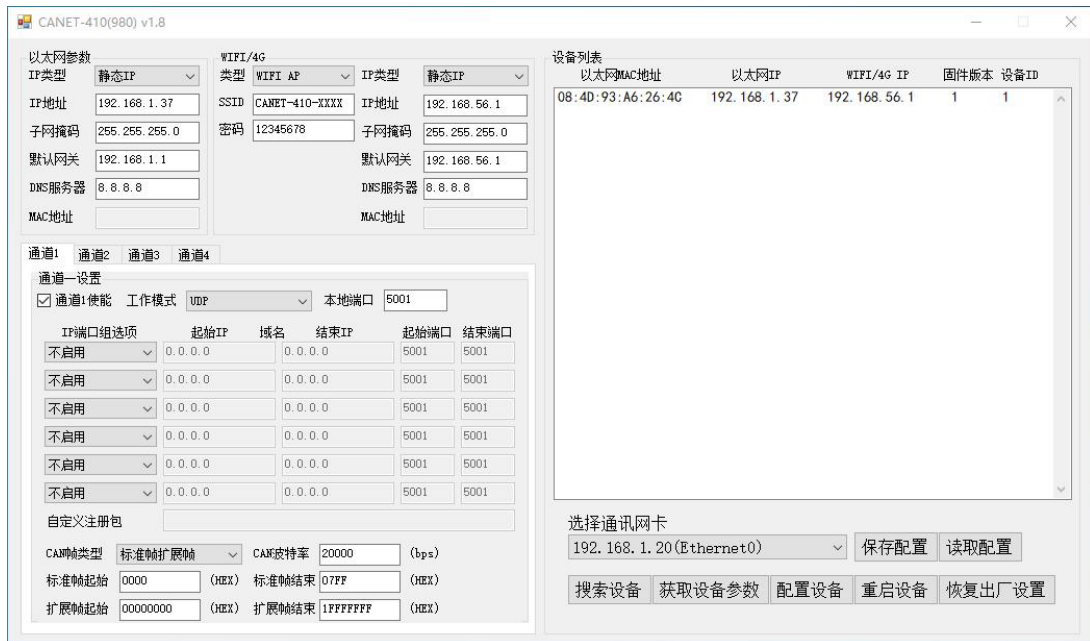 CANET-410(980) v1.8
以太网参数
IP类型 静态IP
IP地址 192.168.1.37
子网掩码 255.255.255.0
默认网关 192.168.1.1
DNS服务器 8.8.8.8
MAC地址
WIFI/4G
类型 WIFI AP IP类型 静态IP
SSID CANET-410-XXXX IP地址 192.168.56.1
密码 12345678 子网掩码 255.255.255.0
默认网关 192.168.56.1
DNS服务器 8.8.8.8
MAC地址
通道1 通道2 通道3 通道4
通道一设置
通道1使能 工作模式 UDP 本地端口 5001
IP端口组选项 起始IP 域名 结束IP 起始端口 结束端口
不启用 0.0.0.0 0.0.0.0 5001 5001
不启用 0.0.0.0 0.0.0.0 5001 5001
不启用 0.0.0.0 0.0.0.0 5001 5001
不启用 0.0.0.0 0.0.0.0 5001 5001
不启用 0.0.0.0 0.0.0.0 5001 5001
不启用 0.0.0.0 0.0.0.0 5001 5001
自定义注册包
CAN帧类型 标准帧扩展帧 CAN波特率 20000 (bps)
标准帧起始 0000 (HEX) 标准帧结束 07FF (HEX)
扩展帧起始 00000000 (HEX) 扩展帧结束 1FFFFFFF (HEX)
设备列表
以太网MAC地址 以太网IP WIFI/4G IP 固件版本 设备ID
08:4D:93:A6:26:4C 192.168.1.37 192.168.56.1 1 1
选择通讯网卡
192.168.1.20(Ethernet0) 保存配置 读取配置
搜索设备 获取设备参数 配置设备 重启设备 恢复出厂设置